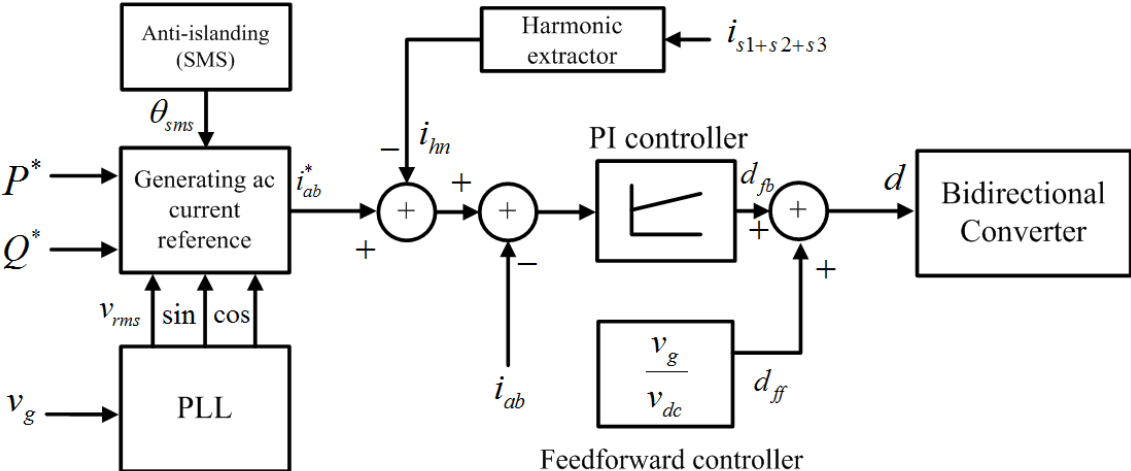 Anti-islanding
(SMS)
Harmonic
extractor
i_{s1+s2+s3}
θ_{sms}
i_{hn}
−
PI controller
P^*
Generating ac
current
reference
i_{ab}^*
+
+
+
+
−
d_{fb}
+
+
+
d
Bidirectional
Converter
Q^*
v_{rms}
sin
cos
v_g
PLL
i_{ab}
v_g
v_{dc}
d_{ff}
Feedforward controller